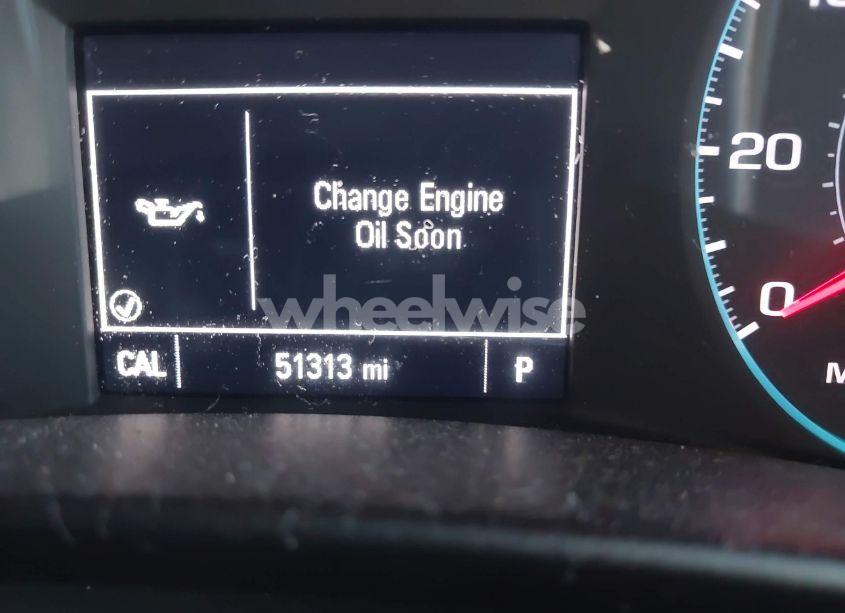 Change Engine
Oil Soon
wheelwise
CAL 51313 mi P
20
0